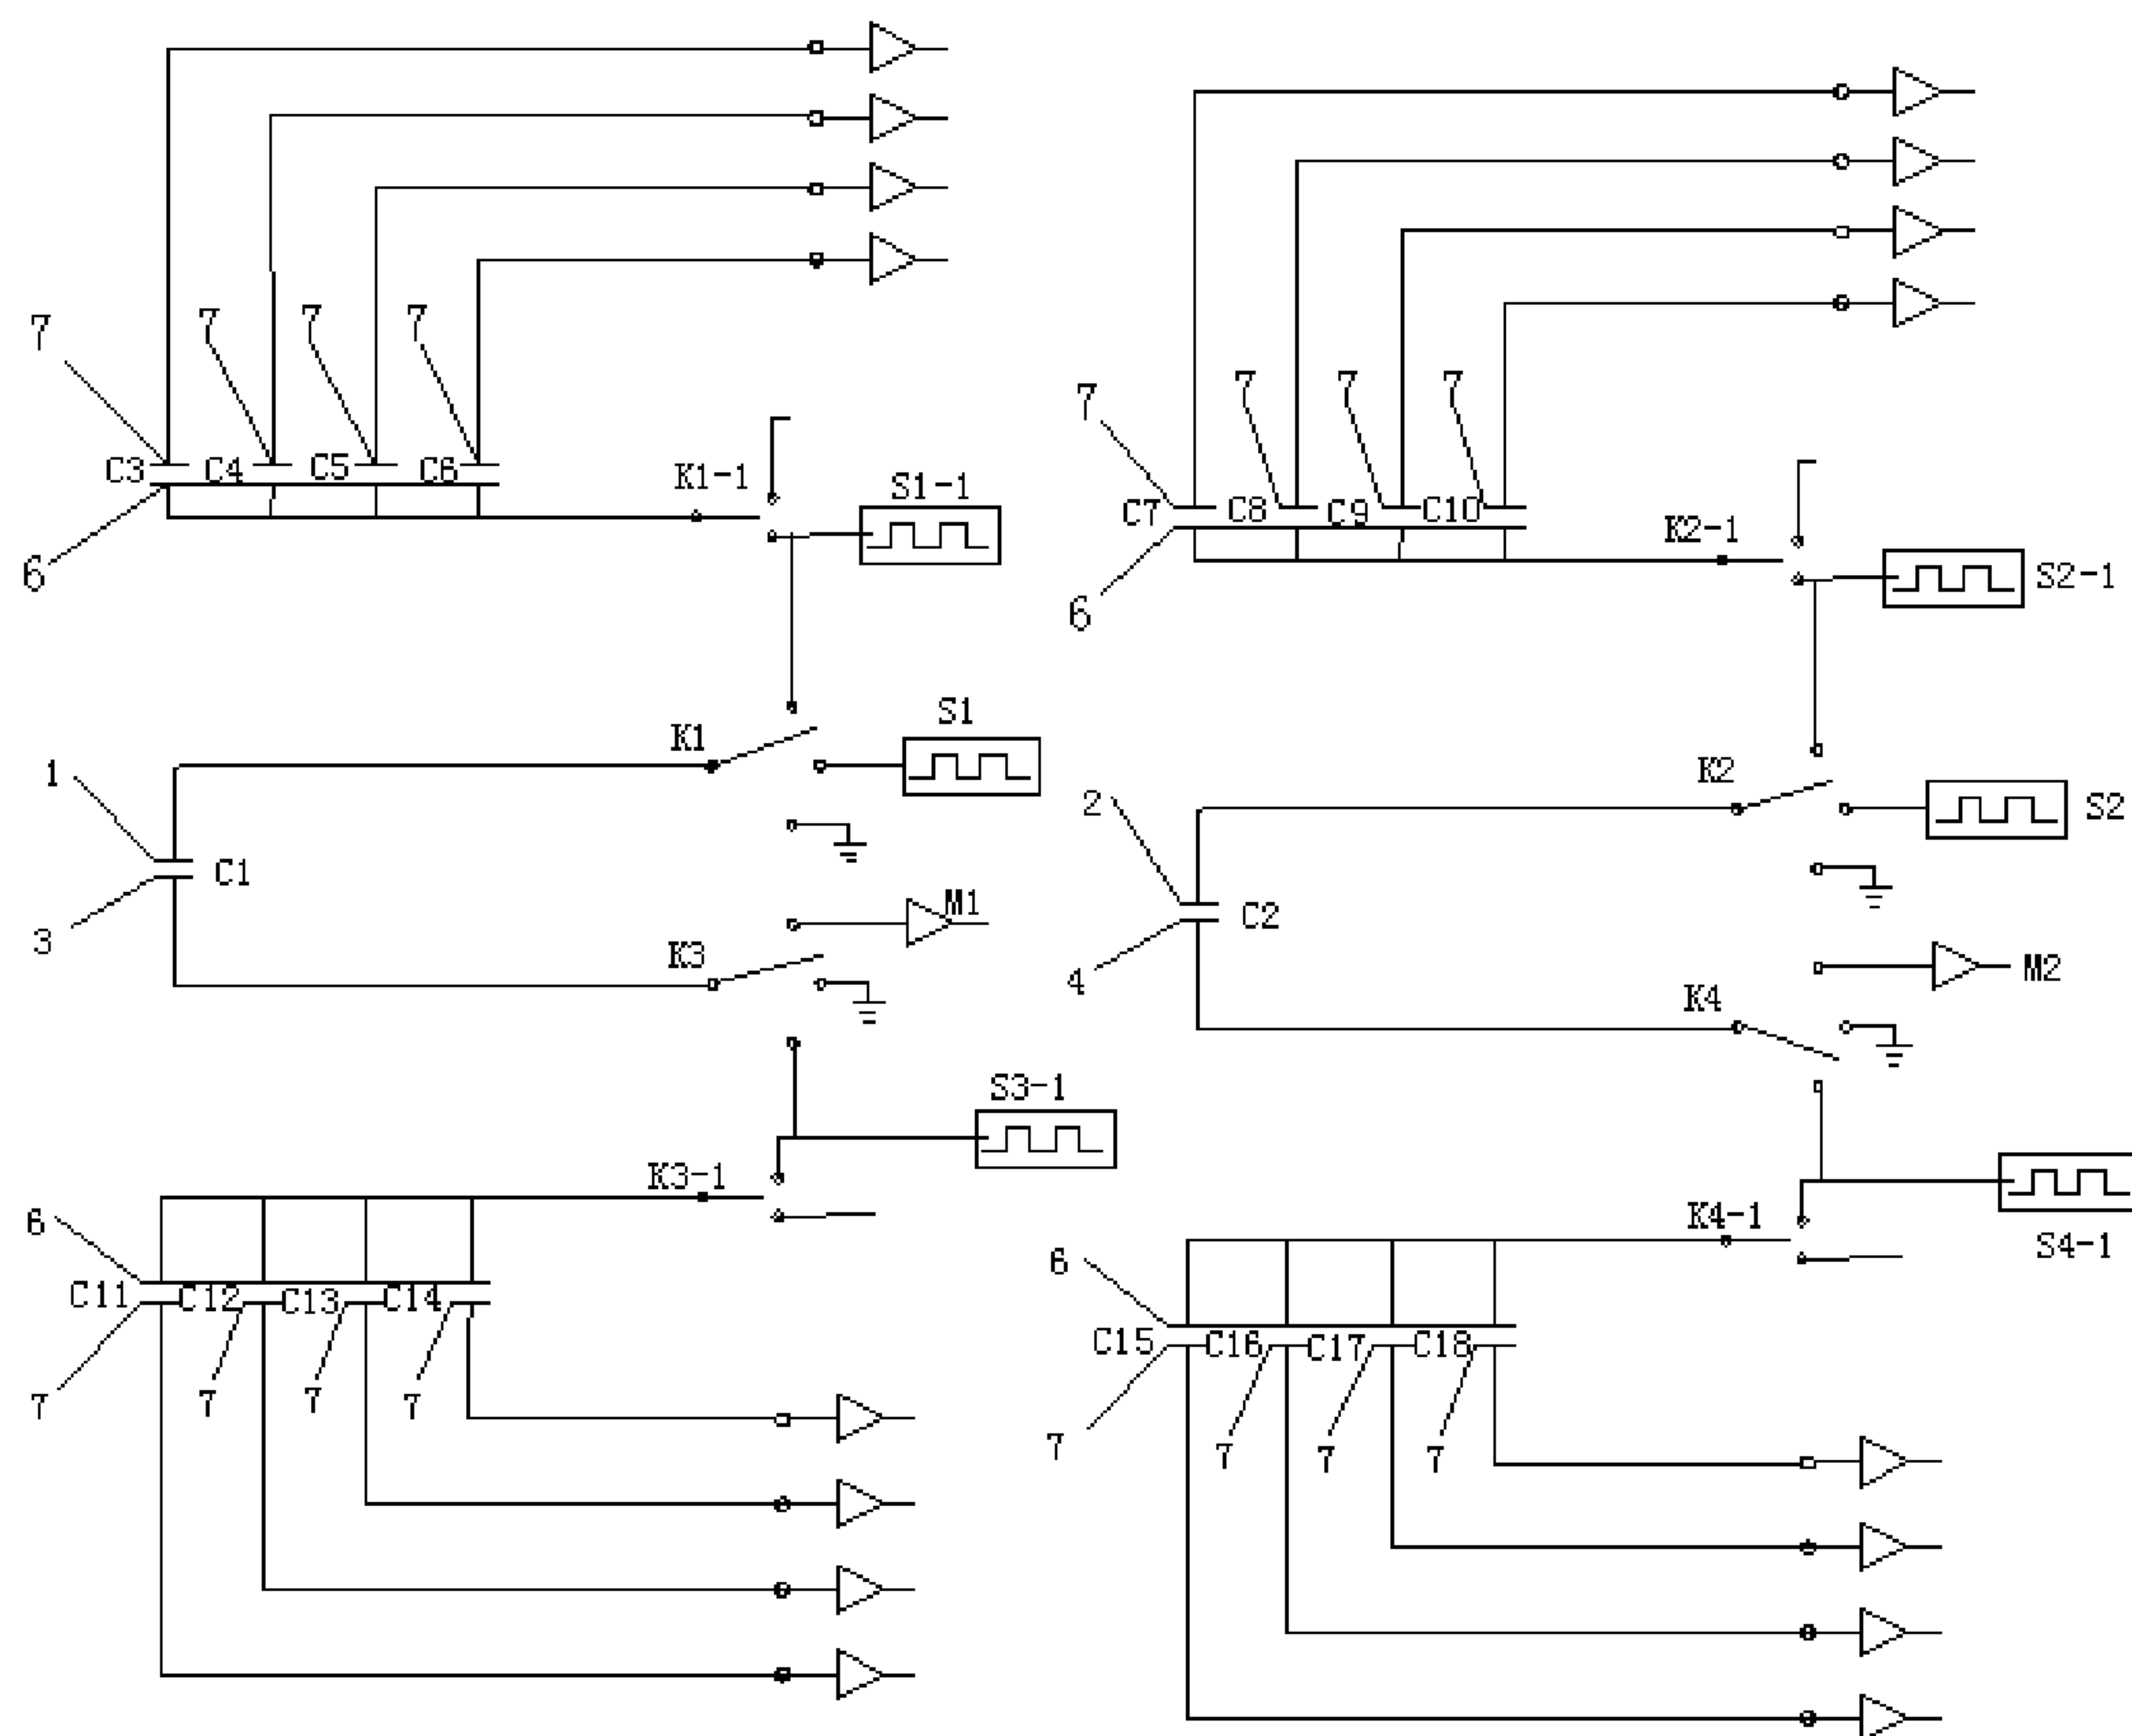 7 7 7 7
C3 C4 C5 C6
K1-1
S1-1
6
7 7 7 7
C7 C8 C9 C10
K2-1
S2-1
6
S1
K1
1
C1
3
M1
K3
K2
S2
2
C2
4
M2
K4
S3-1
K3-1
6
C11 C12 C13 C14
7 7 7 7
K4-1
S4-1
6
C15 C16 C17 C18
7 7 7 7